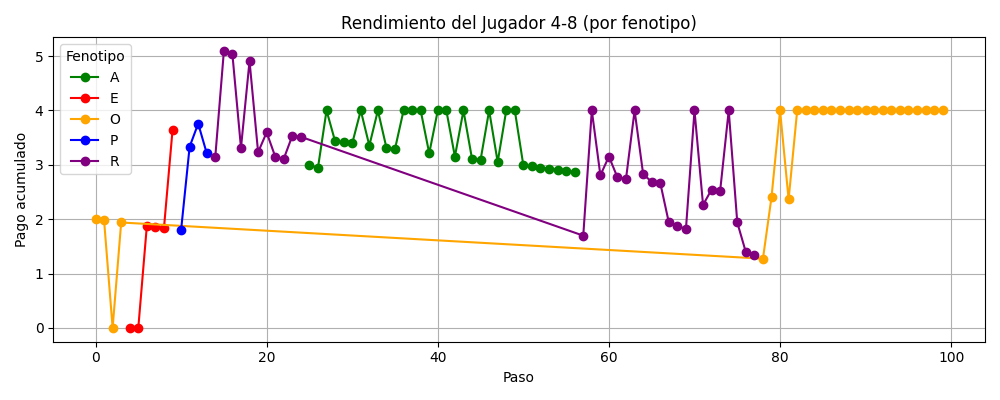 Rendimiento del Jugador 4-8 (por fenotipo)
Fenotipo
A
E
O
P
R
Pago acumulado
5
4
3
2
1
0
0 20 40 60 80 100
Paso